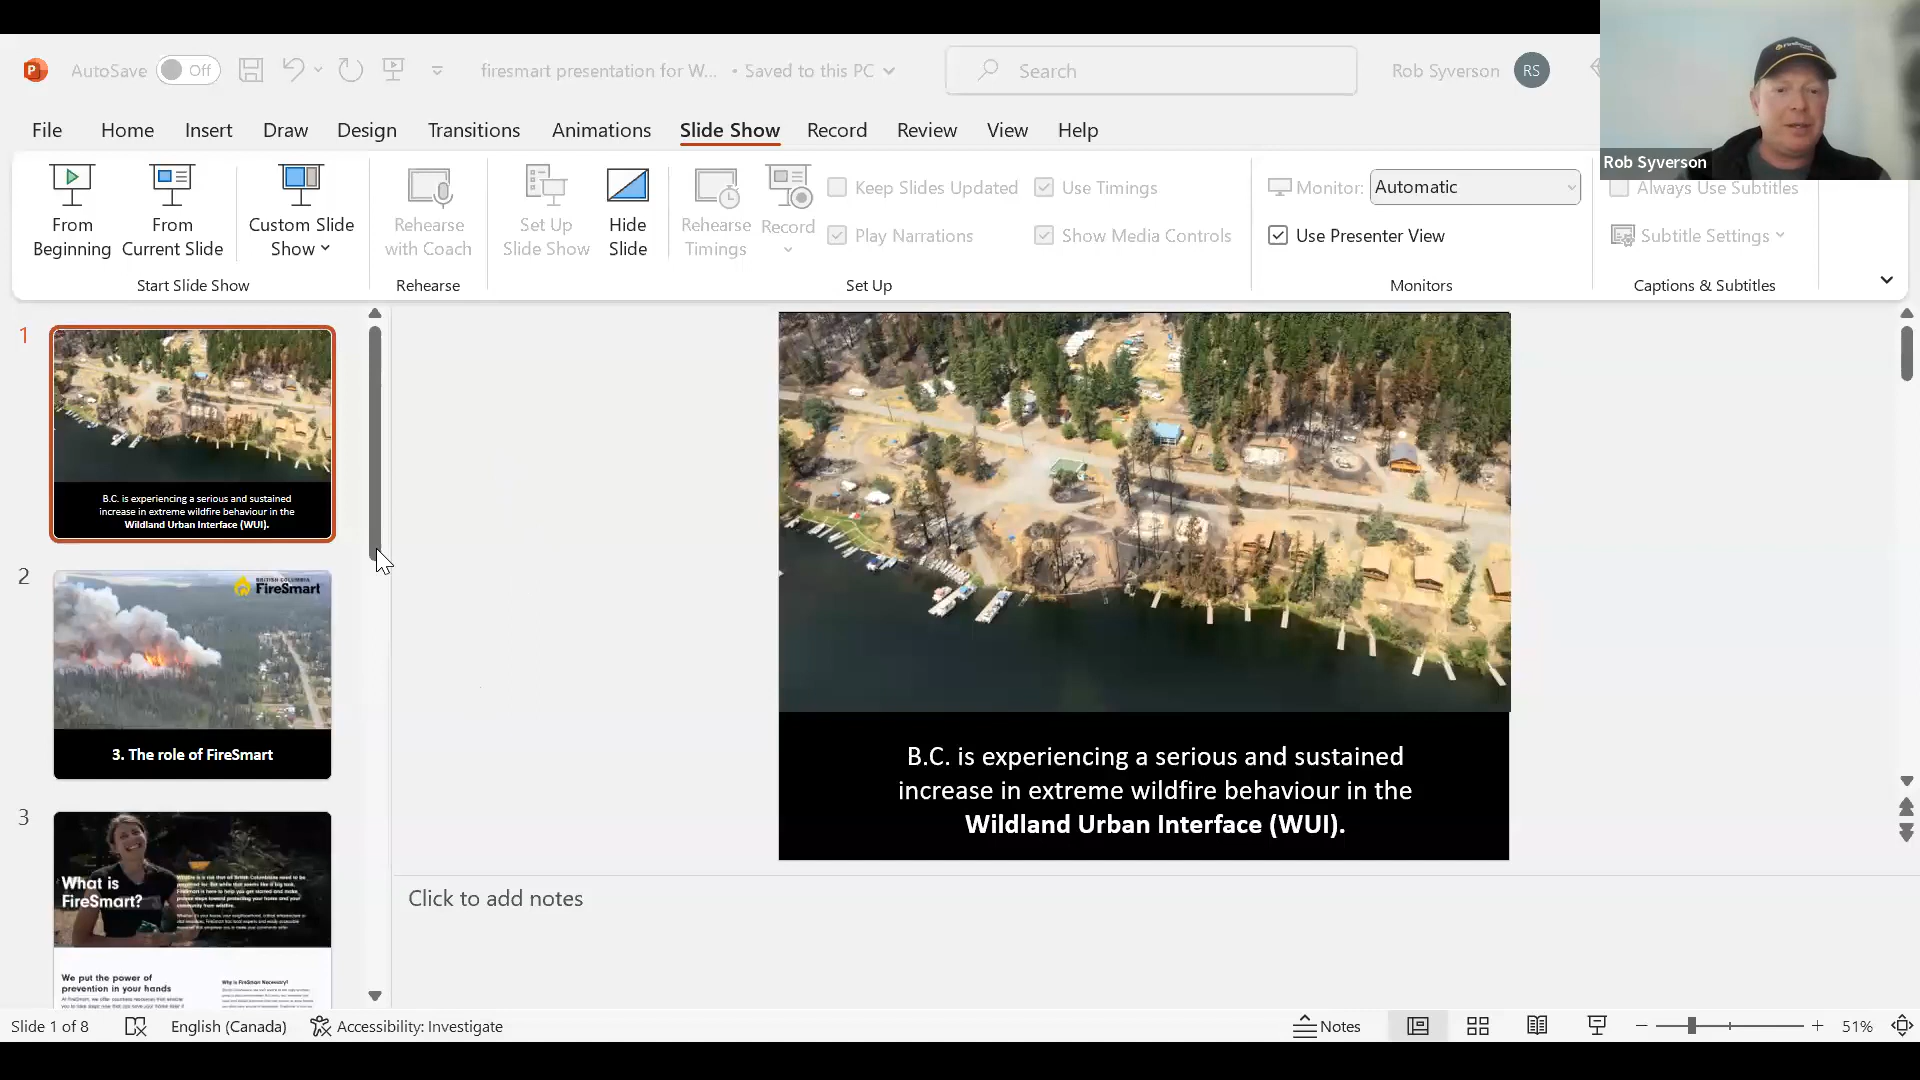 AutoSave
Off
firesmart presentation for W... • Saved to this PC
Search
Rob Syverson
RS
Rob Syverson
File Home Insert Draw Design Transitions Animations Slide Show Record Review View Help
From Beginning
From Current Slide
Custom Slide Show
Start Slide Show
Rehearse with Coach
Rehearse
Set Up Slide Show
Hide Slide
Rehearse Timings
Record
Keep Slides Updated
Use Timings
Play Narrations
Show Media Controls
Set Up
Monitor: Automatic
Use Presenter View
Monitors
Always Use Subtitles
Subtitle Settings
Captions & Subtitles
1
B.C. is experiencing a serious and sustained
increase in extreme wildfire behaviour in the
Wildland Urban Interface (WUI).
2
BRITISH COLUMBIA
FireSmart
3. The role of FireSmart
3
What is
FireSmart?
We put the power of
prevention in your hands
Why is FireSmart Necessary?
B.C. is experiencing a serious and sustained
increase in extreme wildfire behaviour in the
Wildland Urban Interface (WUI).
Click to add notes
Slide 1 of 8
English (Canada)
Accessibility: Investigate
Notes
51%